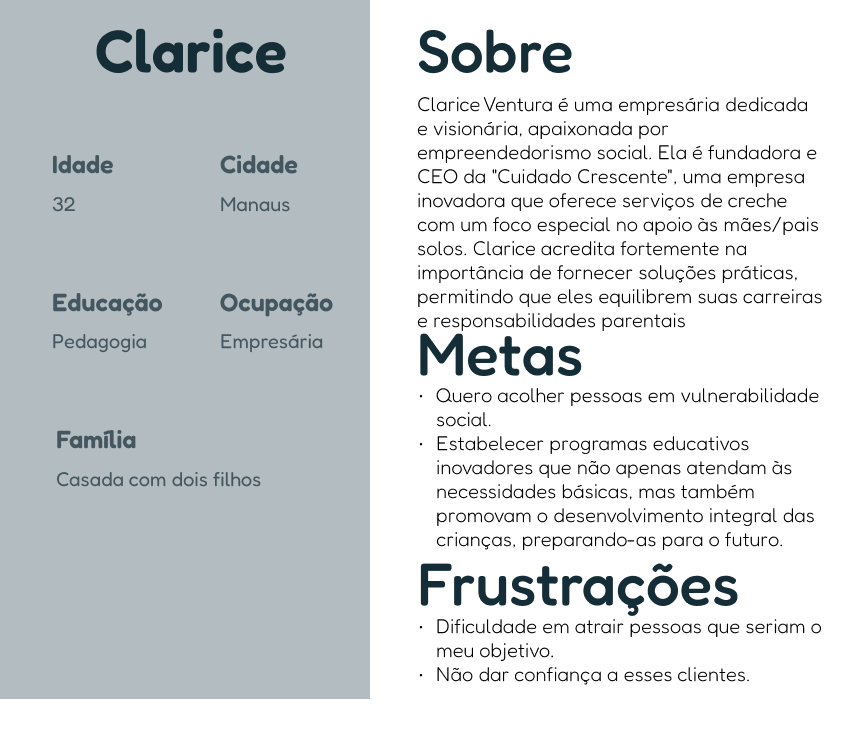 Clarice
Idade
32
Cidade
Manaus
Educação
Pedagogia
Ocupação
Empresária
Família
Casada com dois filhos
Sobre
Clarice Ventura é uma empresária dedicada
e visionária, apaixonada por
empreendedorismo social. Ela é fundadora e
CEO da "Cuidado Crescente", uma empresa
inovadora que oferece serviços de creche
com um foco especial no apoio às mães/pais
solos. Clarice acredita fortemente na
importância de fornecer soluções práticas,
permitindo que eles equilibrem suas carreiras
e responsabilidades parentais
Metas
· Quero acolher pessoas em vulnerabilidade
social.
· Estabelecer programas educativos
inovadores que não apenas atendam às
necessidades básicas, mas também
promovam o desenvolvimento integral das
crianças, preparando-as para o futuro.
Frustrações
· Dificuldade em atrair pessoas que seriam o
meu objetivo.
· Não dar confiança a esses clientes.